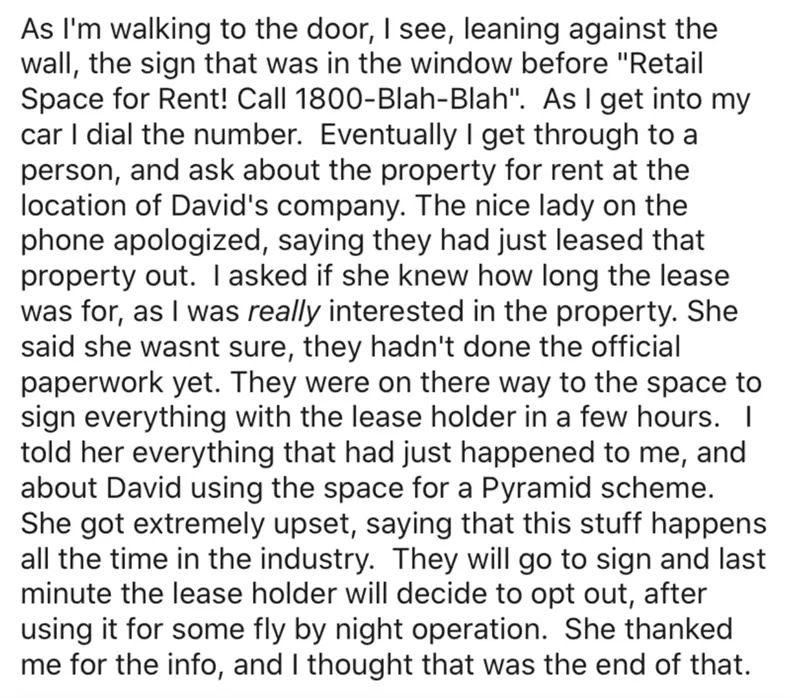 As I'm walking to the door, I see, leaning against the
wall, the sign that was in the window before "Retail
Space for Rent! Call 1800-Blah-Blah".  As I get into my
car I dial the number.  Eventually I get through to a
person, and ask about the property for rent at the
location of David's company. The nice lady on the
phone apologized, saying they had just leased that
property out.  I asked if she knew how long the lease
was for, as I was really interested in the property. She
said she wasnt sure, they hadn't done the official
paperwork yet. They were on there way to the space to
sign everything with the lease holder in a few hours.   I
told her everything that had just happened to me, and
about David using the space for a Pyramid scheme.
She got extremely upset, saying that this stuff happens
all the time in the industry.  They will go to sign and last
minute the lease holder will decide to opt out, after
using it for some fly by night operation.  She thanked
me for the info, and I thought that was the end of that.